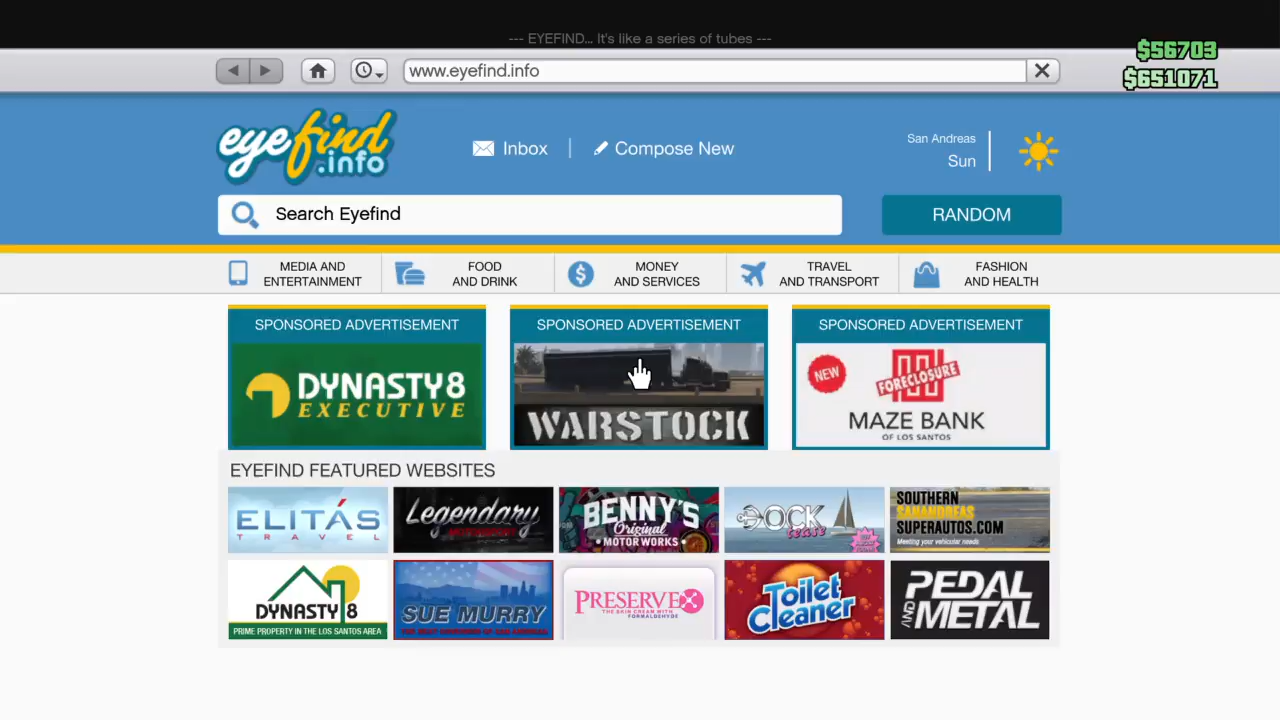 --- EYEFIND... It's like a series of tubes ---
$56703
$651071
www.eyefind.info
eyefind
.info
Inbox
Compose New
San Andreas
Sun
Search Eyefind
RANDOM
MEDIA AND
ENTERTAINMENT
FOOD
AND DRINK
MONEY
AND SERVICES
TRAVEL
AND TRANSPORT
FASHION
AND HEALTH
SPONSORED ADVERTISEMENT
DYNASTY8
EXECUTIVE
SPONSORED ADVERTISEMENT
WARSTOCK
SPONSORED ADVERTISEMENT
NEW
FORECLOSURE
MAZE BANK
OF LOS SANTOS
EYEFIND FEATURED WEBSITES
ELITÁS
TRAVEL
Legendary
MOTORSPORT
BENNY'S
Original
MOTOR WORKS
DOCK
tease
SOUTHERN
SANANDREAS
SUPERAUTOS.COM
Meeting your vehicular needs
DYNASTY 8
PRIME PROPERTY IN THE LOS SANTOS AREA
SUE MURRY
PRESERVEX
THE SKIN CREAM WITH
FORMALDEHYDE
Toilet
Cleaner
PEDAL
AND METAL